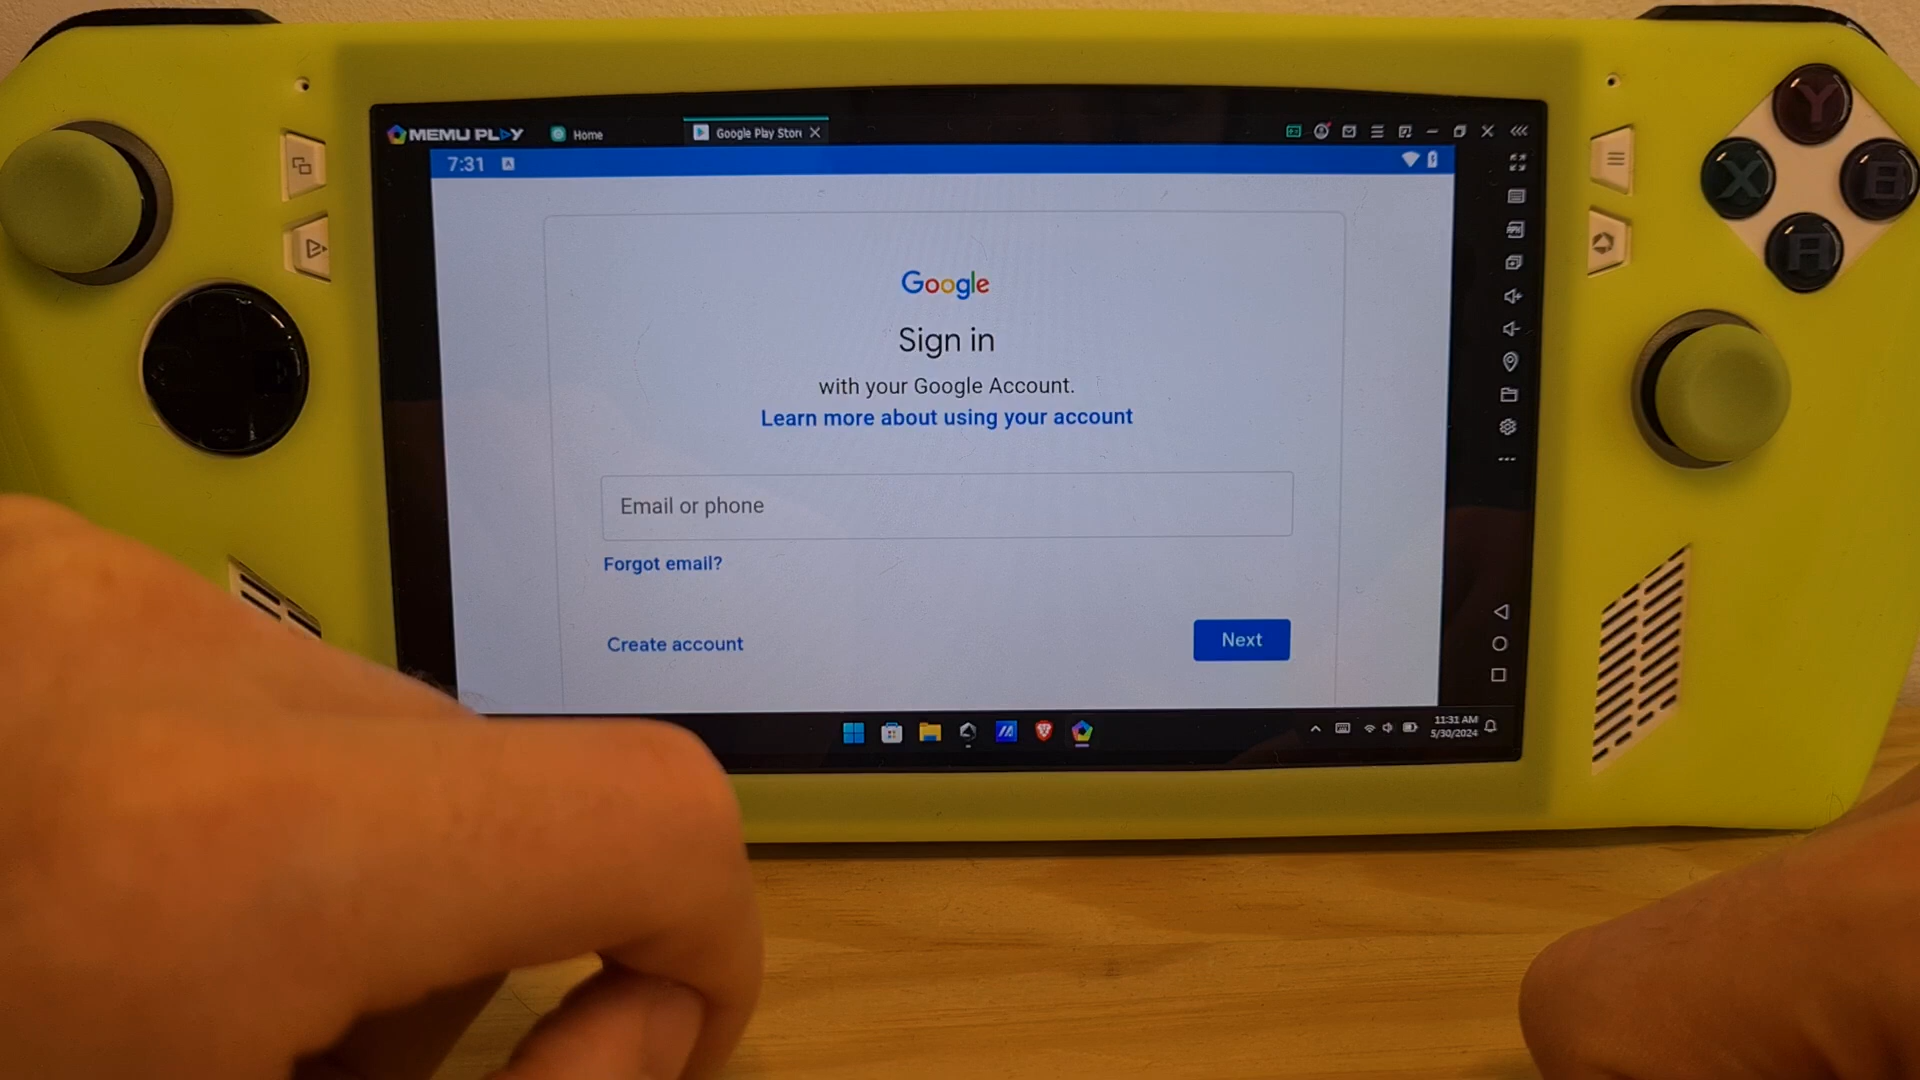 MEMU PLAY
Home
Google Play Store
7:31
A
Google
Sign in
with your Google Account.
Learn more about using your account
Email or phone
Forgot email?
Create account
Next
11:31 AM
5/30/2024
Y
X
B
A